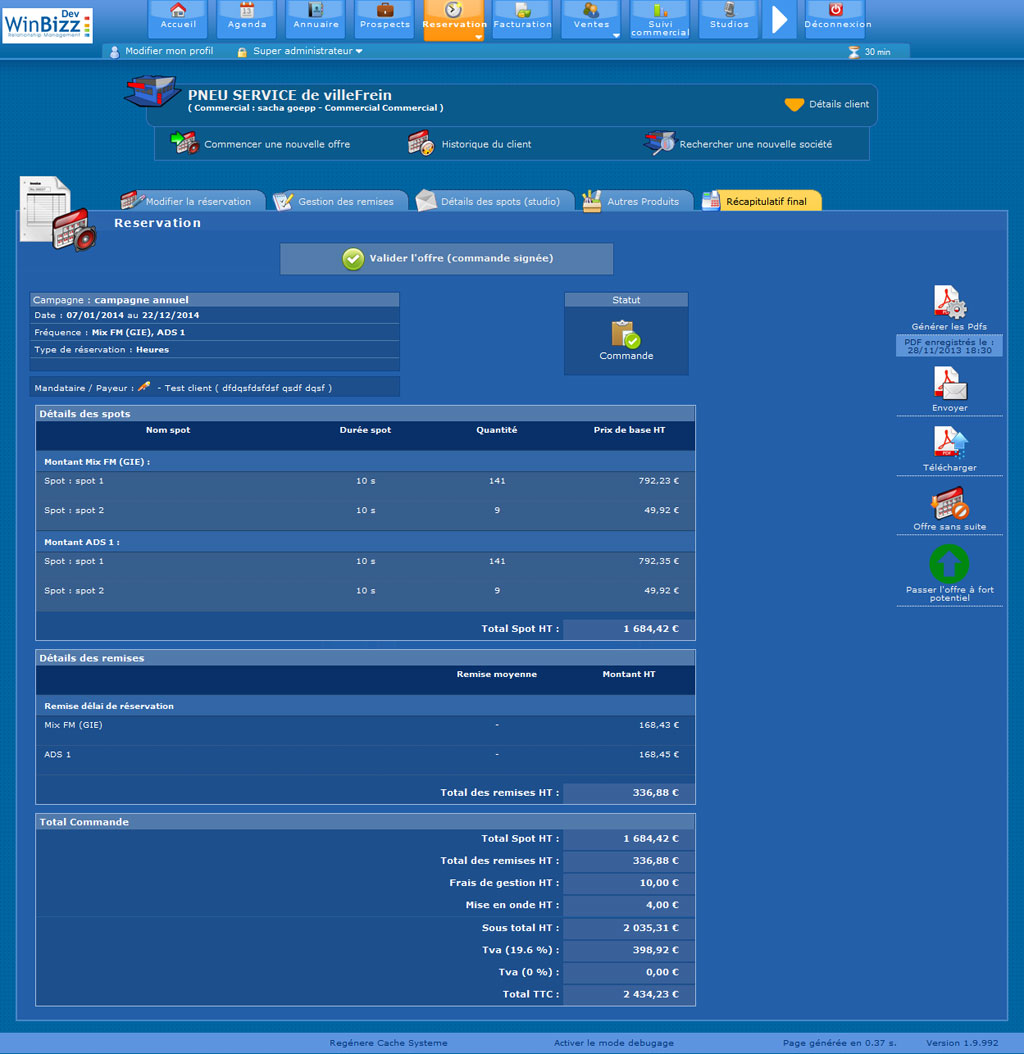 WinBizz Dev
Relationship Management
Accueil Agenda Annuaire Prospects Reservation Facturation Ventes Suivi commercial Studios Déconnexion
Modifier mon profil Super administrateur 30 min
PNEU SERVICE de villeFrein
( Commercial : sacha goepp - Commercial Commercial )
Détails client
Commencer une nouvelle offre Historique du client Rechercher une nouvelle société
Modifier la réservation Gestion des remises Détails des spots (studio) Autres Produits Récapitulatif final
Reservation
Valider l'offre (commande signée)
Campagne : campagne annuel
Date : 07/01/2014 au 22/12/2014
Fréquence : Mix FM (GIE), ADS 1
Type de réservation : Heures
Statut
Commande
Mandataire / Payeur : - Test client ( dfdqsfdsfdsf qsdf dqsf )
Générer les Pdfs
PDF enregistrés le :
28/11/2013 18:30
Envoyer
Télécharger
Offre sans suite
Passer l'offre à fort
potentiel
Détails des spots
Nom spot Durée spot Quantité Prix de base HT
Montant Mix FM (GIE) :
Spot : spot 1 10 s 141 792,23 €
Spot : spot 2 10 s 9 49,92 €
Montant ADS 1 :
Spot : spot 1 10 s 141 792,35 €
Spot : spot 2 10 s 9 49,92 €
Total Spot HT : 1 684,42 €
Détails des remises
Remise moyenne Montant HT
Remise délai de réservation
Mix FM (GIE) - 168,43 €
ADS 1 - 168,45 €
Total des remises HT : 336,88 €
Total Commande
Total Spot HT : 1 684,42 €
Total des remises HT : 336,88 €
Frais de gestion HT : 10,00 €
Mise en onde HT : 4,00 €
Sous total HT : 2 035,31 €
Tva (19.6 %) : 398,92 €
Tva (0 %) : 0,00 €
Total TTC : 2 434,23 €
Regénere Cache Systeme Activer le mode debugage Page générée en 0.37 s. Version 1.9.992